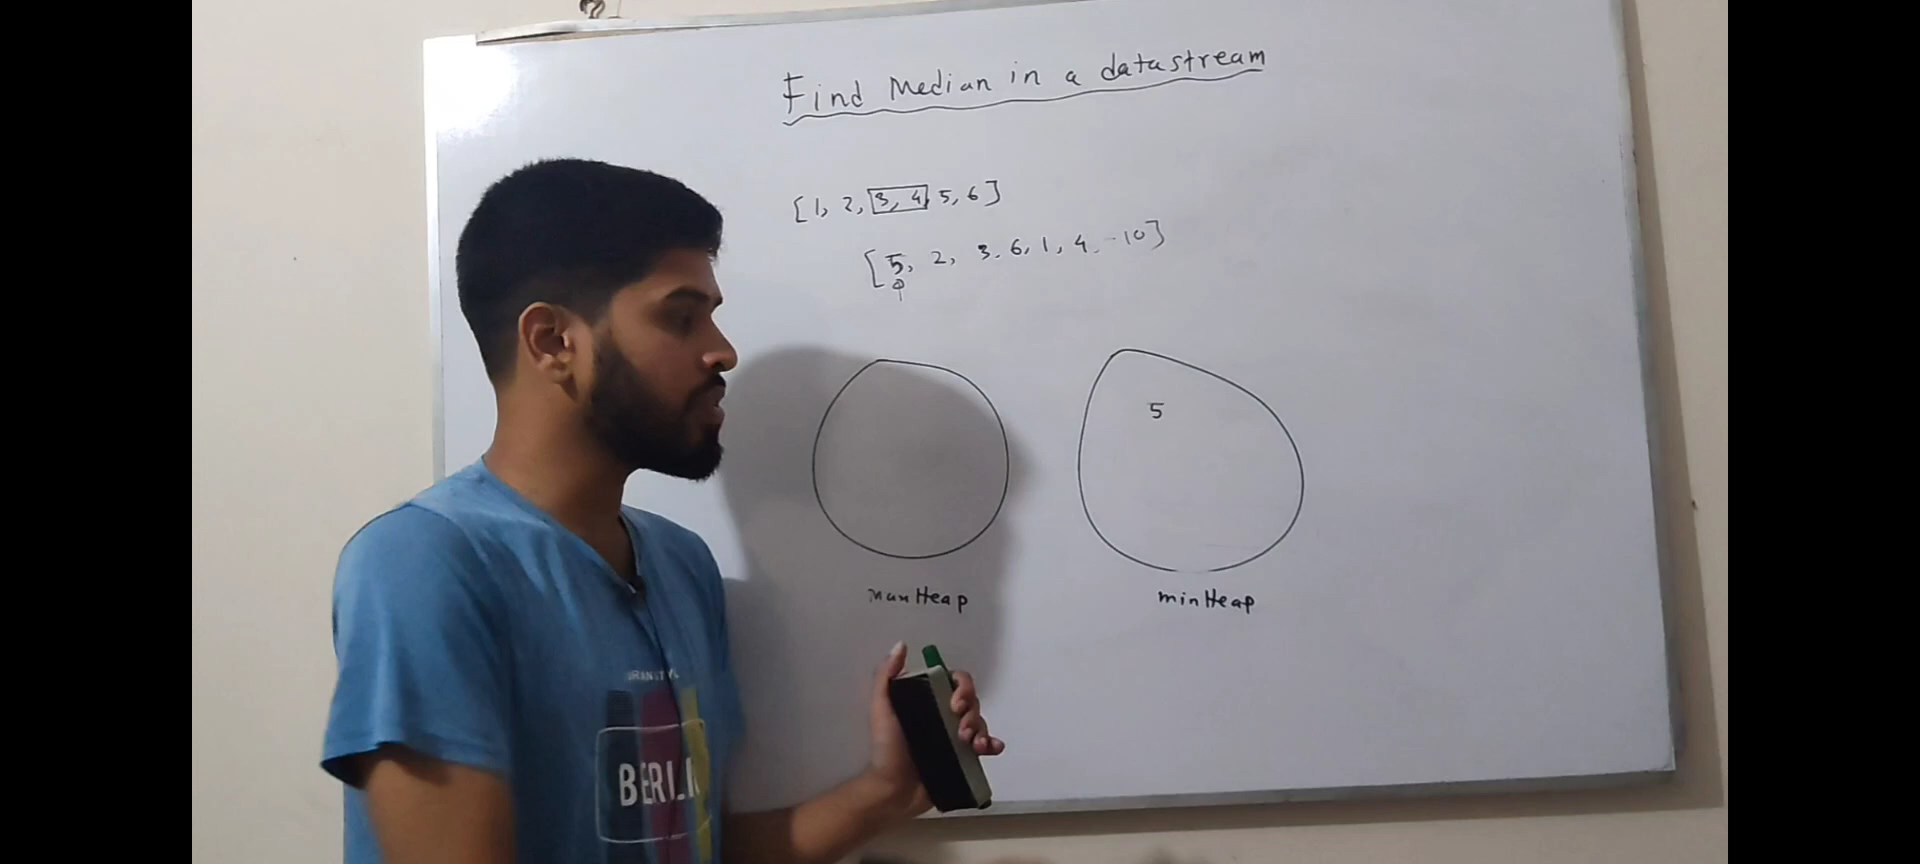 Find Median in a datastream
[1, 2, 3, 4, 5, 6]
[5, 2, 3, 6, 1, 4, -10]
5
maxHeap
minHeap
BERLI